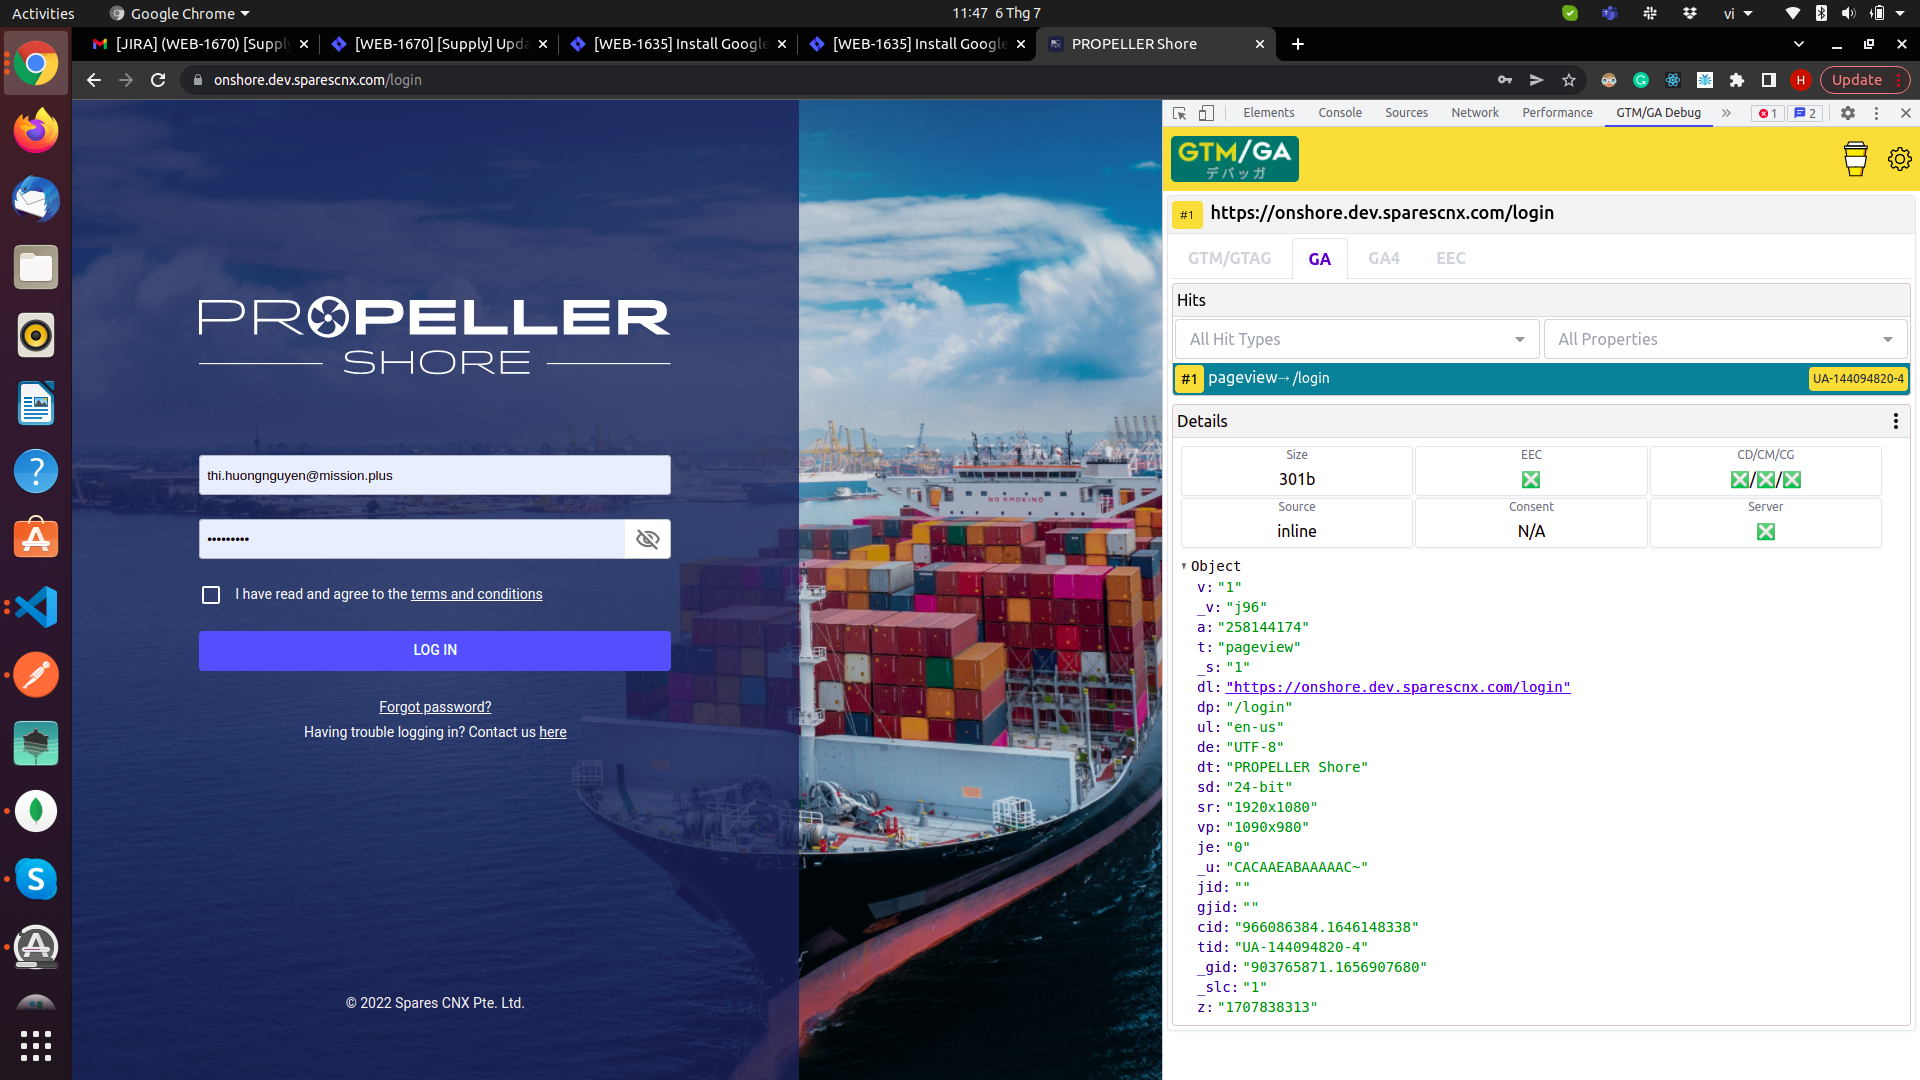 Activities
Google Chrome
11:47 6 Thg 7
vi
[JIRA] (WEB-1670) [Supply
[WEB-1670] [Supply] Upda
[WEB-1635] Install Google
[WEB-1635] Install Google
PROPELLER Shore
onshore.dev.sparescnx.com/login
H
Update
Elements
Console
Sources
Network
Performance
GTM/GA Debug
1
2
GTM/GA
デバッガ
#1
https://onshore.dev.sparescnx.com/login
GTM/GTAG
GA
GA4
EEC
Hits
All Hit Types
All Properties
#1 pageview⤑ /login
UA-144094820-4
Details
Size
301b
EEC
❎
CD/CM/CG
❎/❎/❎
Source
inline
Consent
N/A
Server
❎
Object
v: "1"
_v: "j96"
a: "258144174"
t: "pageview"
_s: "1"
dl: "https://onshore.dev.sparescnx.com/login"
dp: "/login"
ul: "en-us"
de: "UTF-8"
dt: "PROPELLER Shore"
sd: "24-bit"
sr: "1920x1080"
vp: "1090x980"
je: "0"
_u: "CACAAEABAAAAAC~"
jid: ""
gjid: ""
cid: "966086384.1646148338"
tid: "UA-144094820-4"
_gid: "903765871.1656907680"
_slc: "1"
z: "1707838313"
PROPELLER
SHORE
thi.huongnguyen@mission.plus
•••••••••
I have read and agree to the terms and conditions
LOG IN
Forgot password?
Having trouble logging in? Contact us here
© 2022 Spares CNX Pte. Ltd.
NO SMOKING